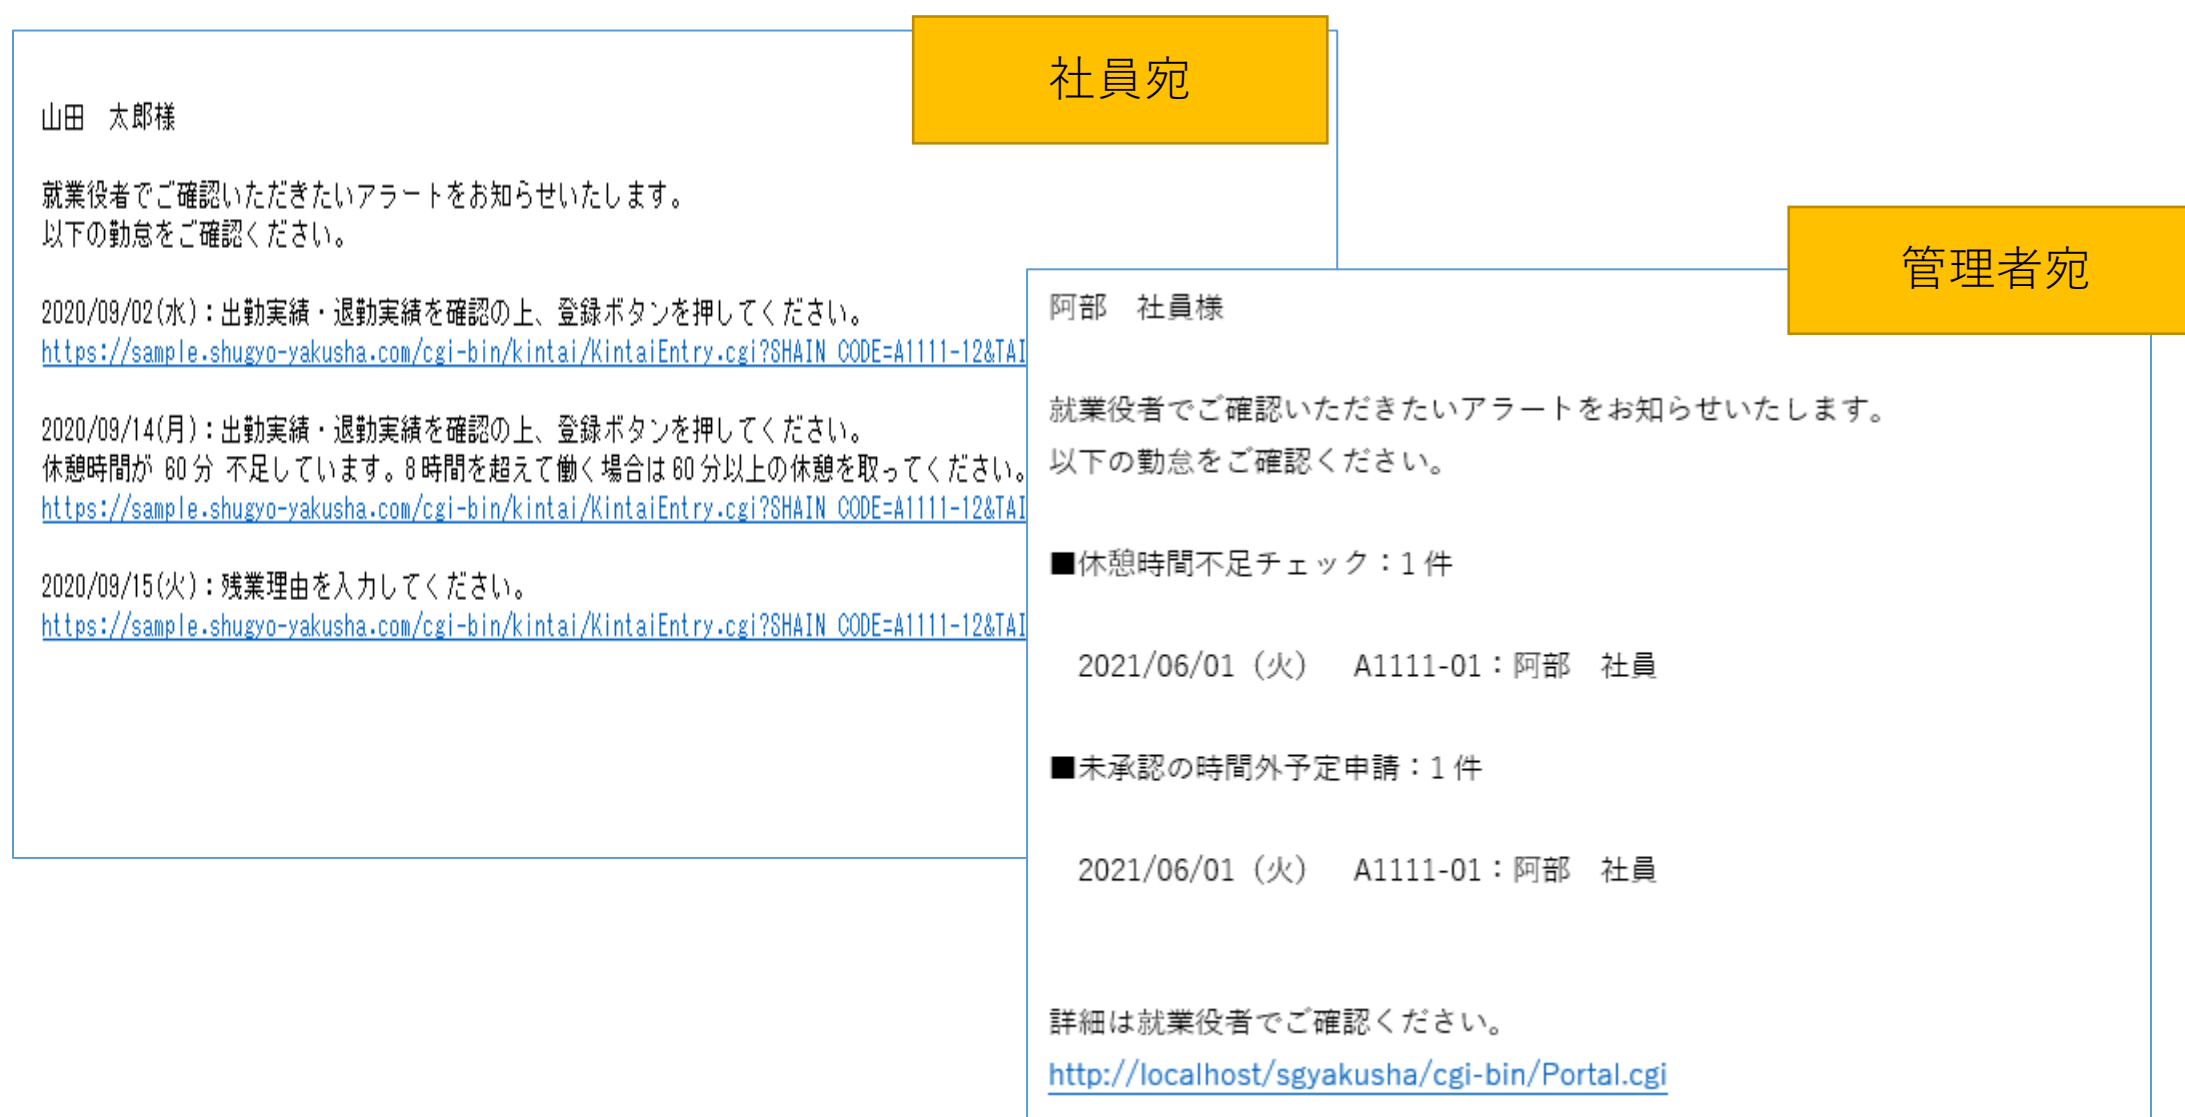 社員宛
山田　太郎様
就業役者でご確認いただきたいアラートをお知らせいたします。
以下の勤怠をご確認ください。
2020/09/02(水)：出勤実績・退勤実績を確認の上、登録ボタンを押してください。
https://sample.shugyo-yakusha.com/cgi-bin/kintai/KintaiEntry.cgi?SHAIN_CODE=A1111-12&TAI
2020/09/14(月)：出勤実績・退勤実績を確認の上、登録ボタンを押してください。
休憩時間が 60分 不足しています。8時間を超えて働く場合は60分以上の休憩を取ってください。
https://sample.shugyo-yakusha.com/cgi-bin/kintai/KintaiEntry.cgi?SHAIN_CODE=A1111-12&TAI
2020/09/15(火)：残業理由を入力してください。
https://sample.shugyo-yakusha.com/cgi-bin/kintai/KintaiEntry.cgi?SHAIN_CODE=A1111-12&TAI
管理者宛
阿部　社員様
就業役者でご確認いただきたいアラートをお知らせいたします。
以下の勤怠をご確認ください。
■休憩時間不足チェック：1件
2021/06/01（火）　A1111-01：阿部　社員
■未承認の時間外予定申請：1件
2021/06/01（火）　A1111-01：阿部　社員
詳細は就業役者でご確認ください。
http://localhost/sgyakusha/cgi-bin/Portal.cgi